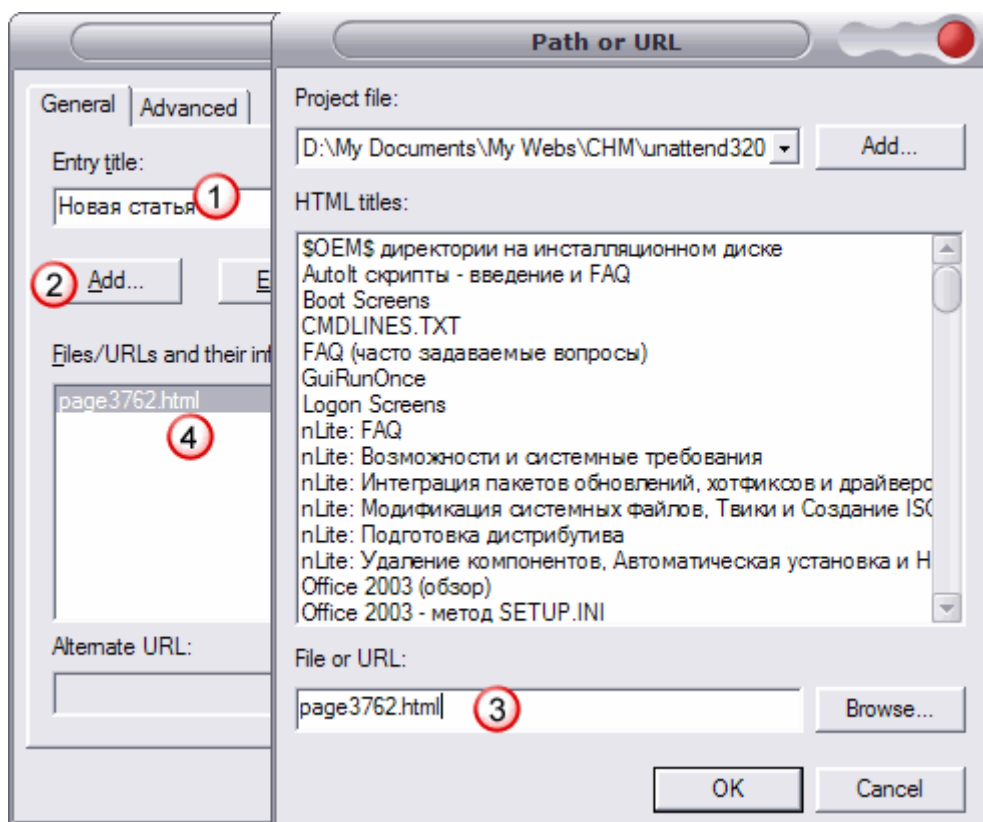 General
Advanced
Entry title:
Новая статья
1
2
Add...
E
Files/URLs and their inf
page3762.html
4
Alternate URL:
Path or URL
Project file:
D:\My Documents\My Webs\CHM\unattend320
Add...
HTML titles:
$OEM$ директории на инсталляционном диске
AutoIt скрипты - введение и FAQ
Boot Screens
CMDLINES.TXT
FAQ (часто задаваемые вопросы)
GuiRunOnce
Logon Screens
nLite: FAQ
nLite: Возможности и системные требования
nLite: Интеграция пакетов обновлений, хотфиксов и драйверо
nLite: Модификация системных файлов, Твики и Создание ISO
nLite: Подготовка дистрибутива
nLite: Удаление компонентов, Автоматическая установка и Н
Office 2003 (обзор)
Office 2003 - метод SETUP.INI
File or URL:
page3762.html
3
Browse...
OK
Cancel